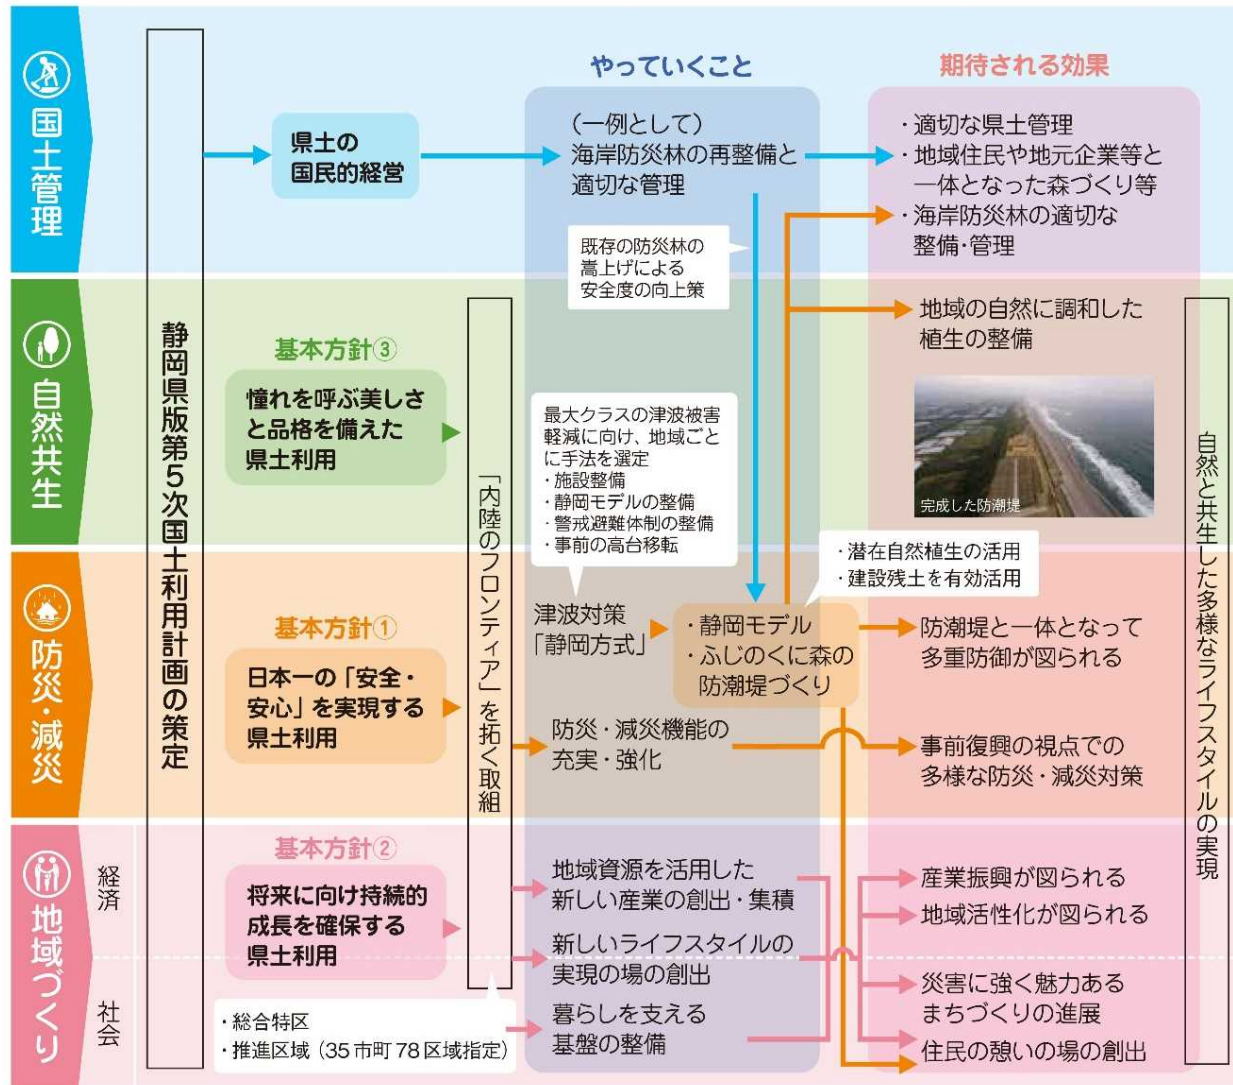 やっていくこと
期待される効果
国土管理
静岡県版第5次国土利用計画の策定
県土の
国民的経営
（一例として）
海岸防災林の再整備と
適切な管理
・適切な県土管理
・地域住民や地元企業等と
一体となった森づくり等
・海岸防災林の適切な
整備・管理
既存の防災林の
嵩上げによる
安全度の向上策
自然共生
基本方針③
憧れを呼ぶ美しさ
と品格を備えた
県土利用
「内陸のフロンティア」を拓く取組
最大クラスの津波被害
軽減に向け、地域ごと
に手法を選定
・施設整備
・静岡モデルの整備
・警戒避難体制の整備
・事前の高台移転
地域の自然に調和した
植生の整備
完成した防潮堤
自然と共生した多様なライフスタイルの実現
・潜在自然植生の活用
・建設残土を有効活用
防災・減災
基本方針①
日本一の「安全・
安心」を実現する
県土利用
津波対策
「静岡方式」
・静岡モデル
・ふじのくに森の
防潮堤づくり
防潮堤と一体となって
多重防御が図られる
防災・減災機能の
充実・強化
事前復興の視点での
多様な防災・減災対策
地域づくり
経済
社会
基本方針②
将来に向け持続的
成長を確保する
県土利用
・総合特区
・推進区域（35市町78区域指定）
地域資源を活用した
新しい産業の創出・集積
新しいライフスタイルの
実現の場の創出
暮らしを支える
基盤の整備
産業振興が図られる
地域活性化が図られる
災害に強く魅力ある
まちづくりの進展
住民の憩いの場の創出